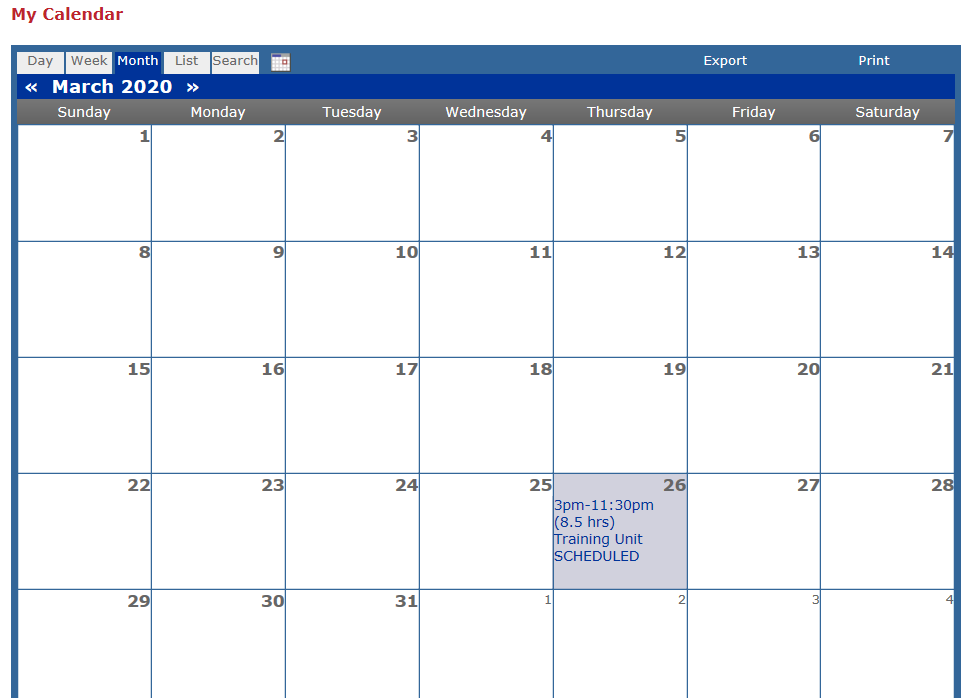 My Calendar
Day Week Month List Search Export Print
« March 2020 »
Sunday Monday Tuesday Wednesday Thursday Friday Saturday
1 2 3 4 5 6 7
8 9 10 11 12 13 14
15 16 17 18 19 20 21
22 23 24 25 26 27 28
3pm-11:30pm
(8.5 hrs)
Training Unit
SCHEDULED
29 30 31 1 2 3 4